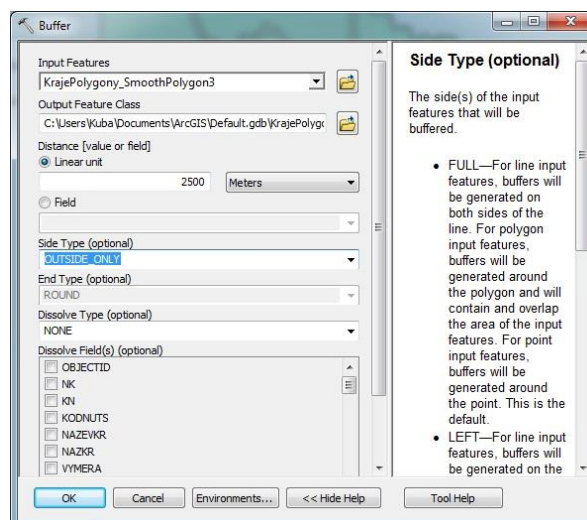 Buffer
Input Features
KrajePolygony_SmoothPolygon3
Output Feature Class
C:\Users\Kuba\Documents\ArcGIS\Default.gdb\KrajePolygo
Distance [value or field]
Linear unit
2500 Meters
Field
Side Type (optional)
OUTSIDE_ONLY
End Type (optional)
ROUND
Dissolve Type (optional)
NONE
Dissolve Field(s) (optional)
OBJECTID
NK
KN
KODNUTS
NAZEVKR
NAZKR
VYMERA
OK Cancel Environments... << Hide Help Tool Help
Side Type (optional)
The side(s) of the input
features that will be
buffered.
• FULL—For line input
features, buffers will
be generated on
both sides of the
line. For polygon
input features,
buffers will be
generated around
the polygon and will
contain and overlap
the area of the input
features. For point
input features,
buffers will be
generated around
the point. This is the
default.
• LEFT—For line input
features, buffers will
be generated on the